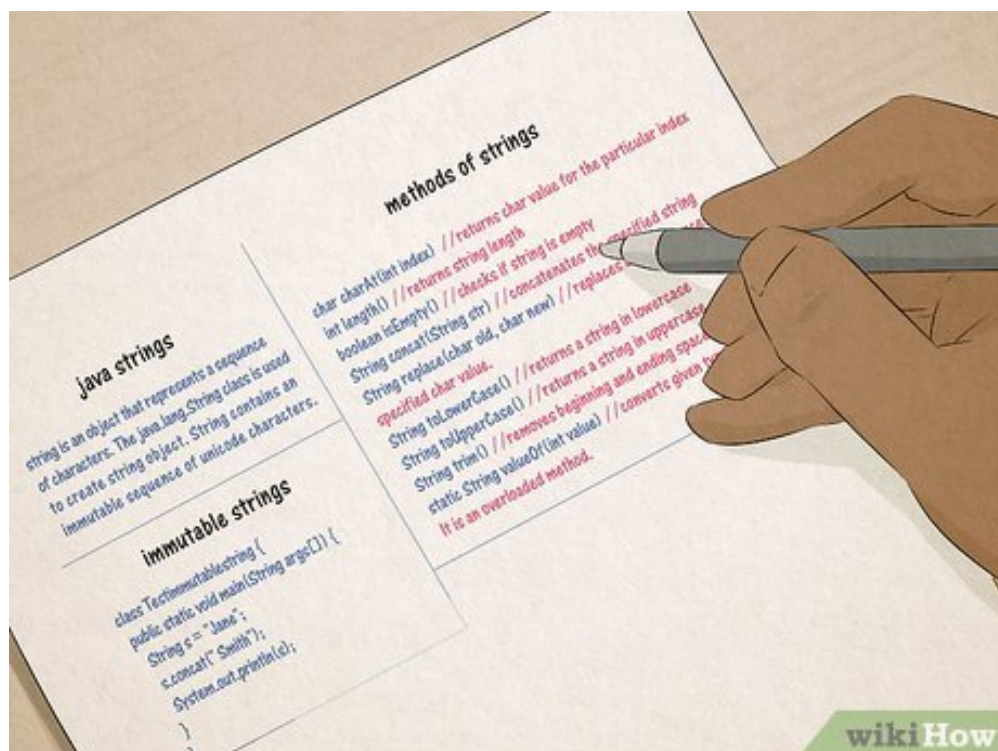 java strings
string is an object that represents a sequence
of characters. The java.lang.String class is used
to create string object. String contains an
immutable sequence of unicode characters.
immutable strings
class Tectimmutablestring {
public static void main(String args[]) {
String s = "Jane";
s.concat(" Smith");
System.out.println(s);
}
methods of strings
char charAt(int index) //returns char value for the particular index
int length() //returns string length
boolean isEmpty() //checks if string is empty
String concat(String str) //concatenates specified string
String replace(char old, char new) //replaces
specified char value.
String toLowerCase() //returns a string in lowercase
String toUpperCase() //returns a string in uppercase
String trim() //removes beginning and ending
static String valueOf(int value) //converts given
It is an overloaded method.
wikiHow